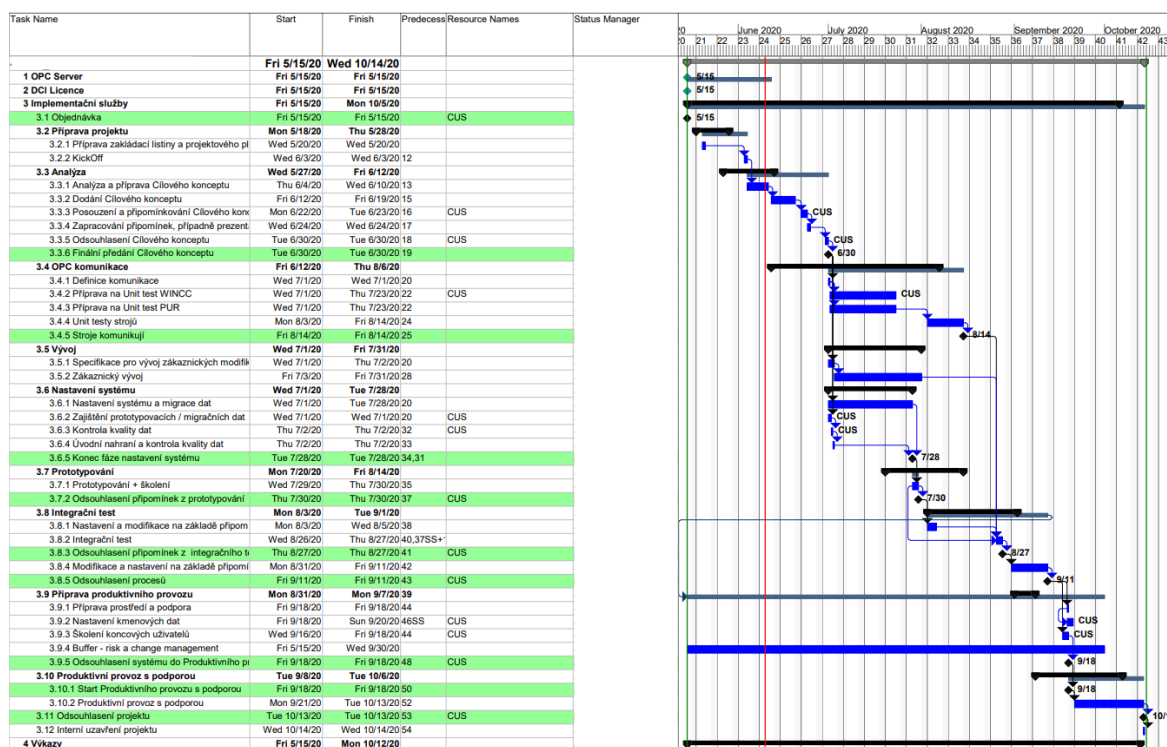 Task Name Start Finish Predecess Resource Names Status Manager
20 June 2020 July 2020 August 2020 September 2020 October 2020
20 21 22 23 24 25 26 27 28 29 30 31 32 33 34 35 36 37 38 39 40 41 42 43
Fri 5/15/20 Wed 10/14/20
1 OPC Server Fri 5/15/20 Fri 5/15/20 5/15
2 DCI Licence Fri 5/15/20 Fri 5/15/20 5/15
3 Implementační služby Fri 5/15/20 Mon 10/5/20
3.1 Objednávka Fri 5/15/20 Fri 5/15/20 CUS 5/15
3.2 Příprava projektu Mon 5/18/20 Thu 5/28/20
3.2.1 Příprava zakládací listiny a projektového pl Wed 5/20/20 Wed 5/20/20
3.2.2 KickOff Wed 6/3/20 Wed 6/3/20 12
3.3 Analýza Wed 5/27/20 Fri 6/12/20
3.3.1 Analýza a příprava Cílového konceptu Thu 6/4/20 Wed 6/10/20 13
3.3.2 Dodání Cílového konceptu Fri 6/12/20 Fri 6/19/20 15
3.3.3 Posouzení a připomínkování Cílového kon Mon 6/22/20 Tue 6/23/20 16 CUS CUS
3.3.4 Zapracování připomínek, případně prezent Wed 6/24/20 Wed 6/24/20 17
3.3.5 Odsouhlasení Cílového konceptu Tue 6/30/20 Tue 6/30/20 18 CUS CUS
3.3.6 Finální předání Cílového konceptu Tue 6/30/20 Tue 6/30/20 19 6/30
3.4 OPC komunikace Fri 6/12/20 Thu 8/6/20
3.4.1 Definice komunikace Wed 7/1/20 Wed 7/1/20 20
3.4.2 Příprava na Unit test WINCC Wed 7/1/20 Thu 7/23/20 22 CUS CUS
3.4.3 Příprava na Unit test PUR Wed 7/1/20 Thu 7/23/20 22
3.4.4 Unit testy strojů Mon 8/3/20 Fri 8/14/20 24
3.4.5 Stroje komunikují Fri 8/14/20 Fri 8/14/20 25 8/14
3.5 Vývoj Wed 7/1/20 Fri 7/31/20
3.5.1 Specifikace pro vývoj zákaznických modifik Wed 7/1/20 Thu 7/2/20 20
3.5.2 Zákaznický vývoj Fri 7/3/20 Fri 7/31/20 28
3.6 Nastavení systému Wed 7/1/20 Tue 7/28/20
3.6.1 Nastavení systému a migrace dat Wed 7/1/20 Tue 7/28/20 20
3.6.2 Zajištění prototypovacích / migračních dat Wed 7/1/20 Wed 7/1/20 20 CUS CUS
3.6.3 Kontrola kvality dat Thu 7/2/20 Thu 7/2/20 32 CUS CUS
3.6.4 Úvodní nahraní a kontrola kvality dat Thu 7/2/20 Thu 7/2/20 33
3.6.5 Konec fáze nastavení systému Tue 7/28/20 Tue 7/28/20 34,31 7/28
3.7 Prototypování Mon 7/20/20 Fri 8/14/20
3.7.1 Prototypování + školení Wed 7/29/20 Thu 7/30/20 35
3.7.2 Odsouhlasení připomínek z prototypování Thu 7/30/20 Thu 7/30/20 37 CUS 7/30
3.8 Integrační test Mon 8/3/20 Tue 9/1/20
3.8.1 Nastavení a modifikace na základě připom Mon 8/3/20 Wed 8/5/20 38
3.8.2 Integrační test Wed 8/26/20 Thu 8/27/20 40,37SS+
3.8.3 Odsouhlasení připomínek z integračního t Thu 8/27/20 Thu 8/27/20 41 CUS 8/27
3.8.4 Modifikace a nastavení na základě připomí Mon 8/31/20 Fri 9/11/20 42
3.8.5 Odsouhlasení procesů Fri 9/11/20 Fri 9/11/20 43 CUS 9/11
3.9 Příprava produktivního provozu Mon 8/31/20 Mon 9/7/20 39
3.9.1 Příprava prostředí a podpora Fri 9/18/20 Fri 9/18/20 44
3.9.2 Nastavení kmenových dat Fri 9/18/20 Sun 9/20/20 46SS CUS CUS
3.9.3 Školení koncových uživatelů Wed 9/16/20 Fri 9/18/20 44 CUS CUS
3.9.4 Buffer - risk a change management Fri 5/15/20 Wed 9/30/20
3.9.5 Odsouhlasení systému do Produktivního p Fri 9/18/20 Fri 9/18/20 48 CUS 9/18
3.10 Produktivní provoz s podporou Tue 9/8/20 Tue 10/6/20
3.10.1 Start Produktivního provozu s podporou Fri 9/18/20 Fri 9/18/20 50 9/18
3.10.2 Produktivní provoz s podporou Mon 9/21/20 Tue 10/13/20 52
3.11 Odsouhlasení projektu Tue 10/13/20 Tue 10/13/20 53 CUS 10/
3.12 Interní uzavření projektu Wed 10/14/20 Wed 10/14/20 54
4 Výkazy Fri 5/15/20 Mon 10/12/20